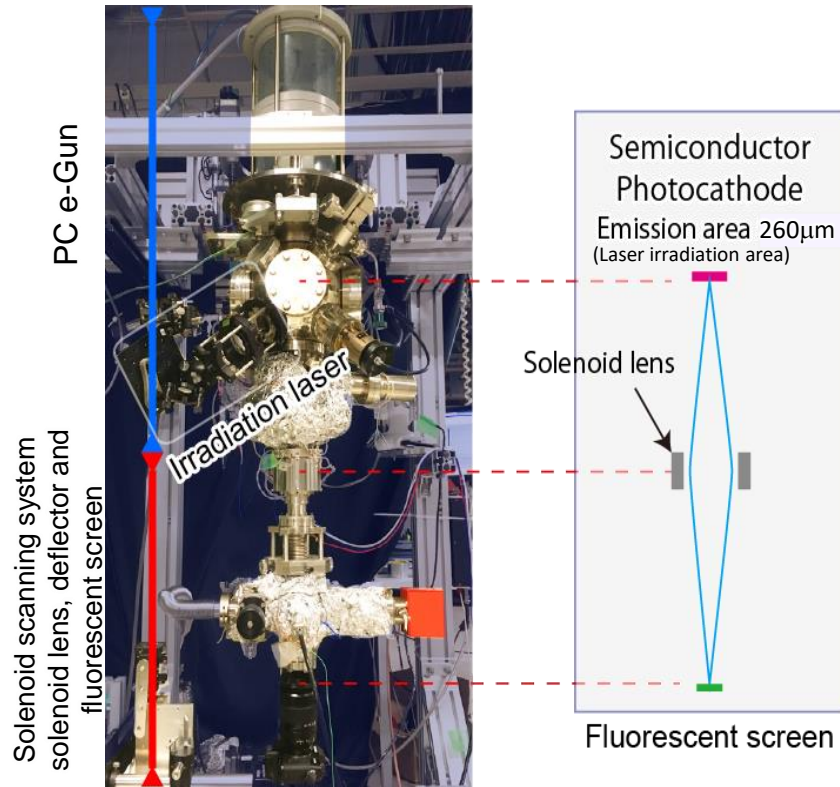 PC e-Gun
Solenoid scanning system
solenoid lens, deflector and
fluorescent screen
Irradiation laser
Semiconductor
Photocathode
Emission area 260μm
(Laser irradiation area)
Solenoid lens
Fluorescent screen